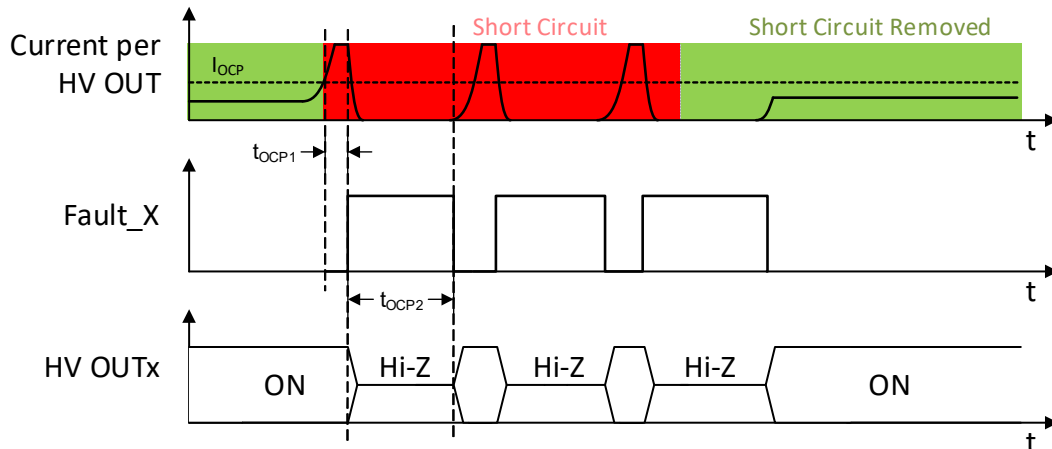 Short Circuit
Short Circuit Removed
Current per
HV OUT
IOCP
t
tOCP1
Fault_X
t
tOCP2
HV OUTx
ON
Hi-Z
Hi-Z
Hi-Z
ON
t